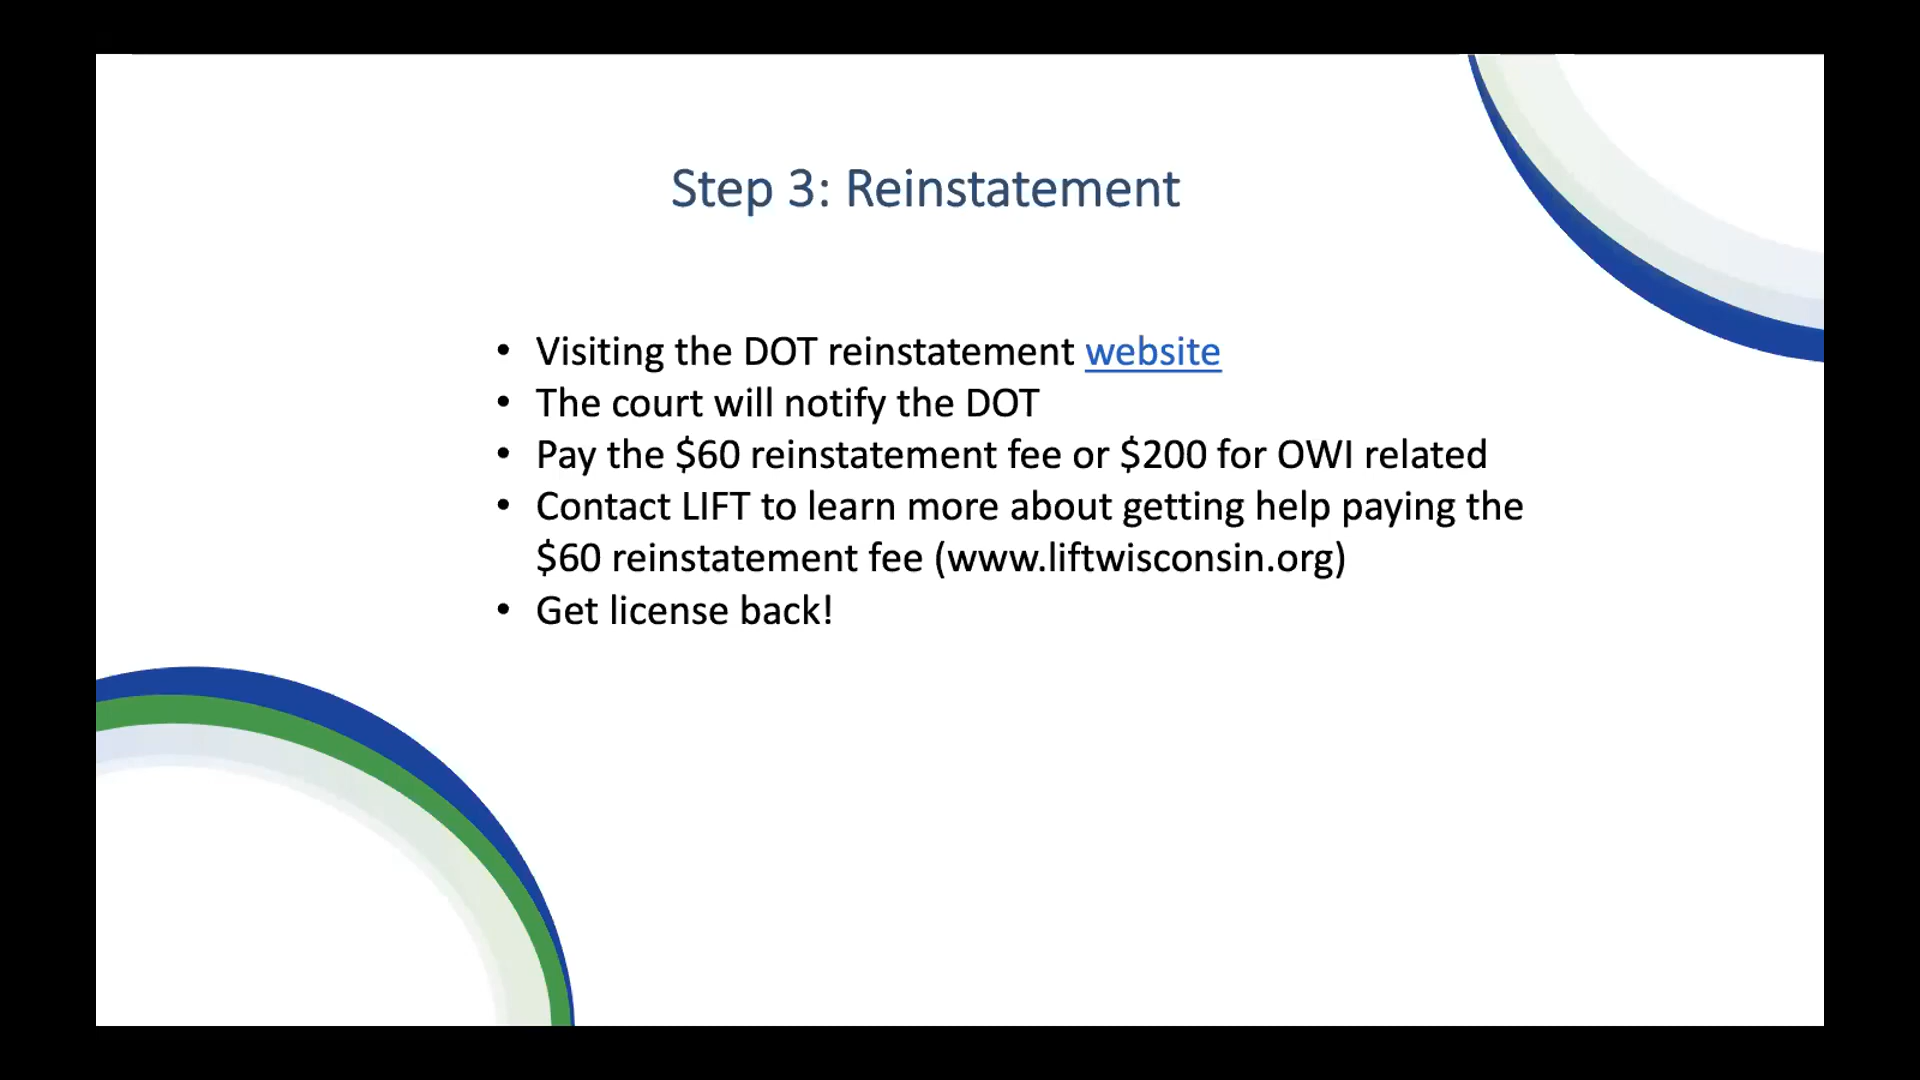 Step 3: Reinstatement
• Visiting the DOT reinstatement website
• The court will notify the DOT
• Pay the $60 reinstatement fee or $200 for OWI related
• Contact LIFT to learn more about getting help paying the
$60 reinstatement fee (www.liftwisconsin.org)
• Get license back!